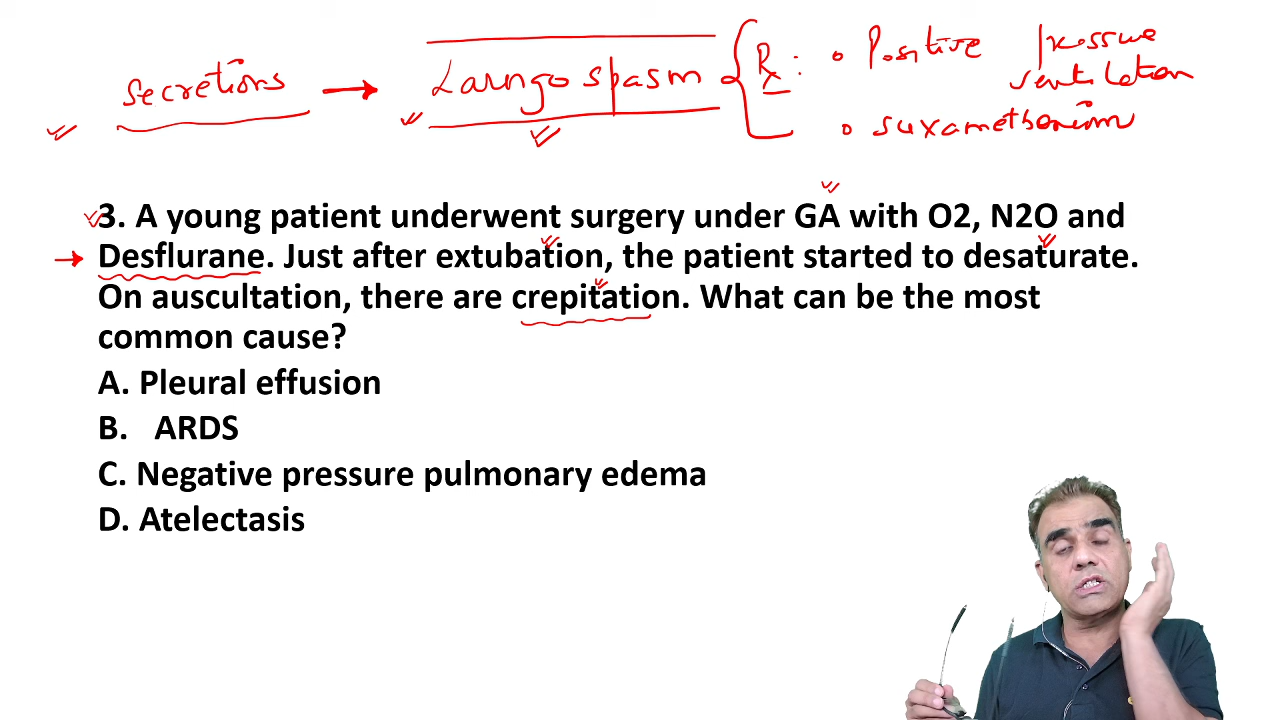 secretions → Laryngospasm { Rx : • Positive pressure
ventilation
• suxamethonium
3. A young patient underwent surgery under GA with O2, N2O and
→ Desflurane. Just after extubation, the patient started to desaturate.
On auscultation, there are crepitation. What can be the most
common cause?
A. Pleural effusion
B. ARDS
C. Negative pressure pulmonary edema
D. Atelectasis